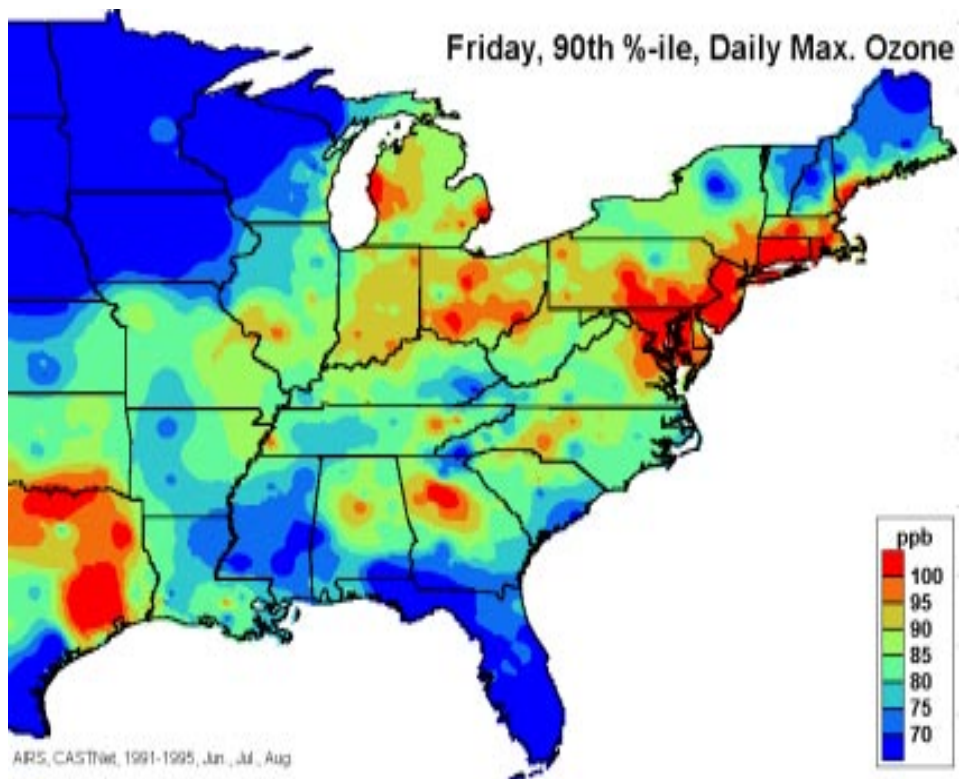 Friday, 90th %-ile, Daily Max. Ozone
ppb
100
95
90
85
80
75
70
AIRS, CASTNet, 1991-1995, Jun., Jul., Aug